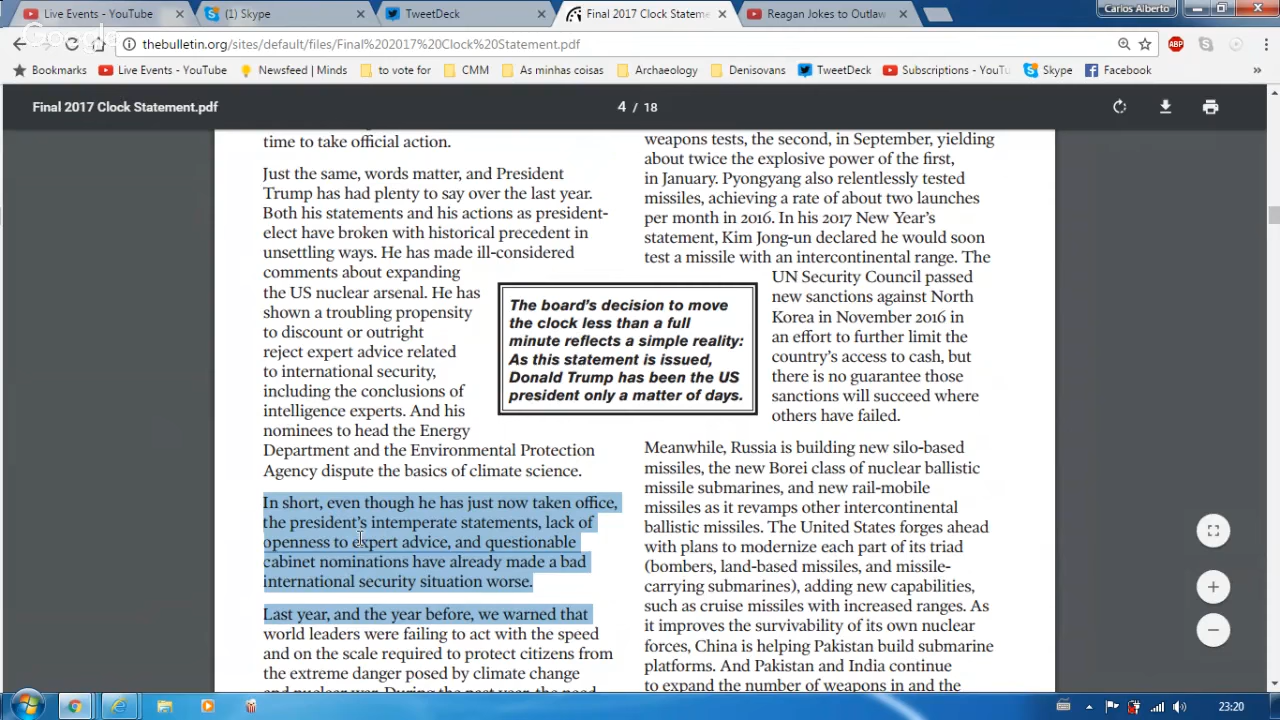 Live Events - YouTube
(1) Skype
TweetDeck
Final 2017 Clock Stateme
Reagan Jokes to Outlaw
Carlos Alberto
thebulletin.org/sites/default/files/Final%202017%20Clock%20Statement.pdf
ABP
Bookmarks
Live Events - YouTube
Newsfeed | Minds
to vote for
CMM
As minhas coisas
Archaeology
Denisovans
TweetDeck
Subscriptions - YouTu
Skype
Facebook
»
Final 2017 Clock Statement.pdf
4 / 18
time to take official action.
Just the same, words matter, and President
Trump has had plenty to say over the last year.
Both his statements and his actions as president-
elect have broken with historical precedent in
unsettling ways. He has made ill-considered
comments about expanding
the US nuclear arsenal. He has
shown a troubling propensity
to discount or outright
reject expert advice related
to international security,
including the conclusions of
intelligence experts. And his
nominees to head the Energy
Department and the Environmental Protection
Agency dispute the basics of climate science.
In short, even though he has just now taken office,
the president's intemperate statements, lack of
openness to expert advice, and questionable
cabinet nominations have already made a bad
international security situation worse.
Last year, and the year before, we warned that
world leaders were failing to act with the speed
and on the scale required to protect citizens from
the extreme danger posed by climate change
and nuclear war. During the past year, the need
The board's decision to move
the clock less than a full
minute reflects a simple reality:
As this statement is issued,
Donald Trump has been the US
president only a matter of days.
weapons tests, the second, in September, yielding
about twice the explosive power of the first,
in January. Pyongyang also relentlessly tested
missiles, achieving a rate of about two launches
per month in 2016. In his 2017 New Year's
statement, Kim Jong-un declared he would soon
test a missile with an intercontinental range. The
UN Security Council passed
new sanctions against North
Korea in November 2016 in
an effort to further limit the
country's access to cash, but
there is no guarantee those
sanctions will succeed where
others have failed.
Meanwhile, Russia is building new silo-based
missiles, the new Borei class of nuclear ballistic
missile submarines, and new rail-mobile
missiles as it revamps other intercontinental
ballistic missiles. The United States forges ahead
with plans to modernize each part of its triad
(bombers, land-based missiles, and missile-
carrying submarines), adding new capabilities,
such as cruise missiles with increased ranges. As
it improves the survivability of its own nuclear
forces, China is helping Pakistan build submarine
platforms. And Pakistan and India continue
to expand the number of weapons in and the
23:20